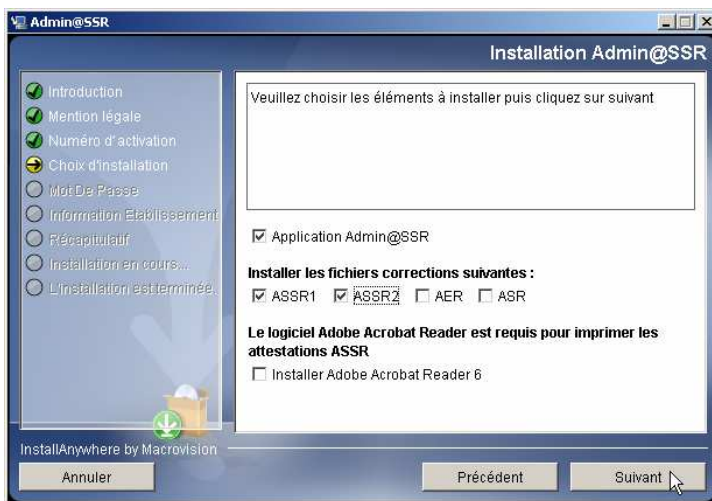 Admin@SSR
Installation Admin@SSR
Introduction
Mention légale
Numéro d'activation
Choix d'installation
Mot De Passe
Information Etablissement
Récapitulatif
Installation en cours...
L'installation est terminée.
Veuillez choisir les éléments à installer puis cliquez sur suivant
Application Admin@SSR
Installer les fichiers corrections suivantes :
ASSR1 ASSR2 AER ASR
Le logiciel Adobe Acrobat Reader est requis pour imprimer les
attestations ASSR
Installer Adobe Acrobat Reader 6
InstallAnywhere by Macrovision
Annuler Précédent Suivant